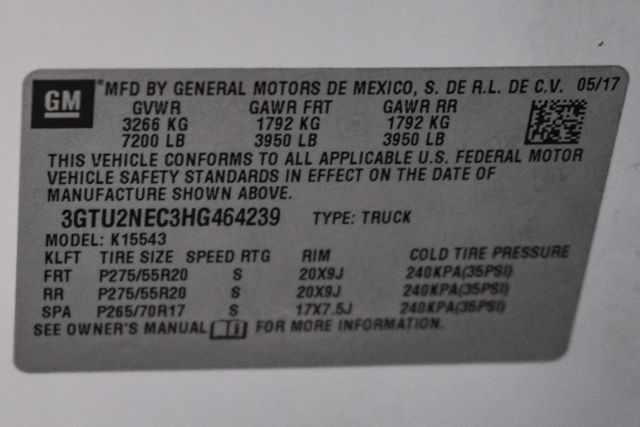 GM *MFD BY GENERAL MOTORS DE MEXICO, S. DE R.L. DE C.V. 05/17
GVWR GAWR FRT GAWR RR
3266 KG 1792 KG 1792 KG
7200 LB 3950 LB 3950 LB
THIS VEHICLE CONFORMS TO ALL APPLICABLE U.S. FEDERAL MOTOR
VEHICLE SAFETY STANDARDS IN EFFECT ON THE DATE OF
MANUFACTURE SHOWN ABOVE.
3GTU2NEC3HG464239 TYPE: TRUCK
MODEL: K15543
KLFT TIRE SIZE SPEED RTG RIM COLD TIRE PRESSURE
FRT P275/55R20 S 20X9J 240KPA(35PSI)
RR P275/55R20 S 20X9J 240KPA(35PSI)
SPA P265/70R17 S 17X7.5J 240KPA(35PSI)
SEE OWNER'S MANUAL FOR MORE INFORMATION.